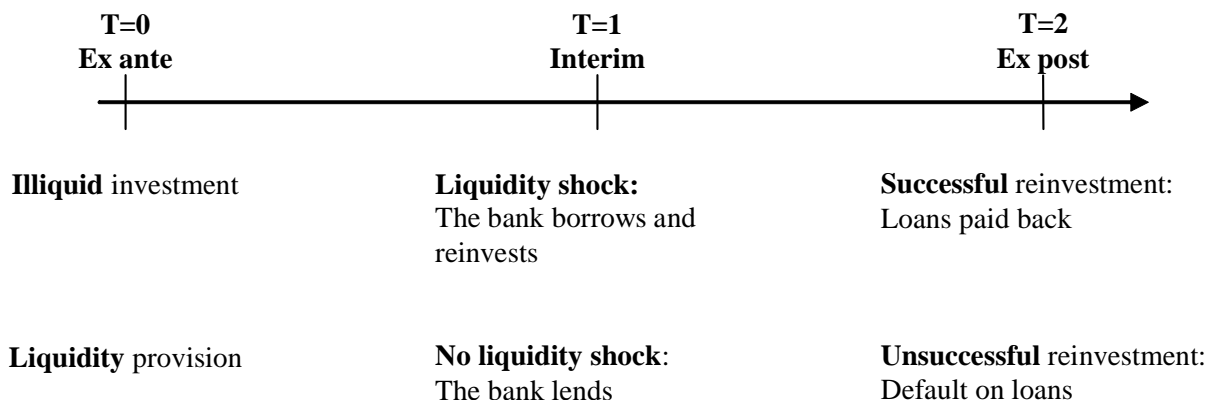 T=0
Ex ante
T=1
Interim
T=2
Ex post
Illiquid investment
Liquidity shock:
The bank borrows and
reinvests
Successful reinvestment:
Loans paid back
Liquidity provision
No liquidity shock:
The bank lends
Unsuccessful reinvestment:
Default on loans